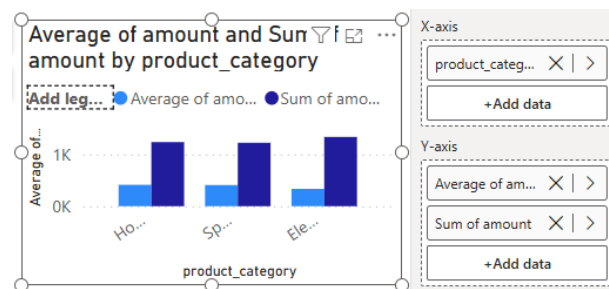 Average of amount and Sum of
amount by product_category
Add leg... Average of amo... Sum of amo...
Average of...
1K
0K
Ho...
Sp...
Ele...
product_category
X-axis
product_categ...
+Add data
Y-axis
Average of am...
Sum of amount
+Add data